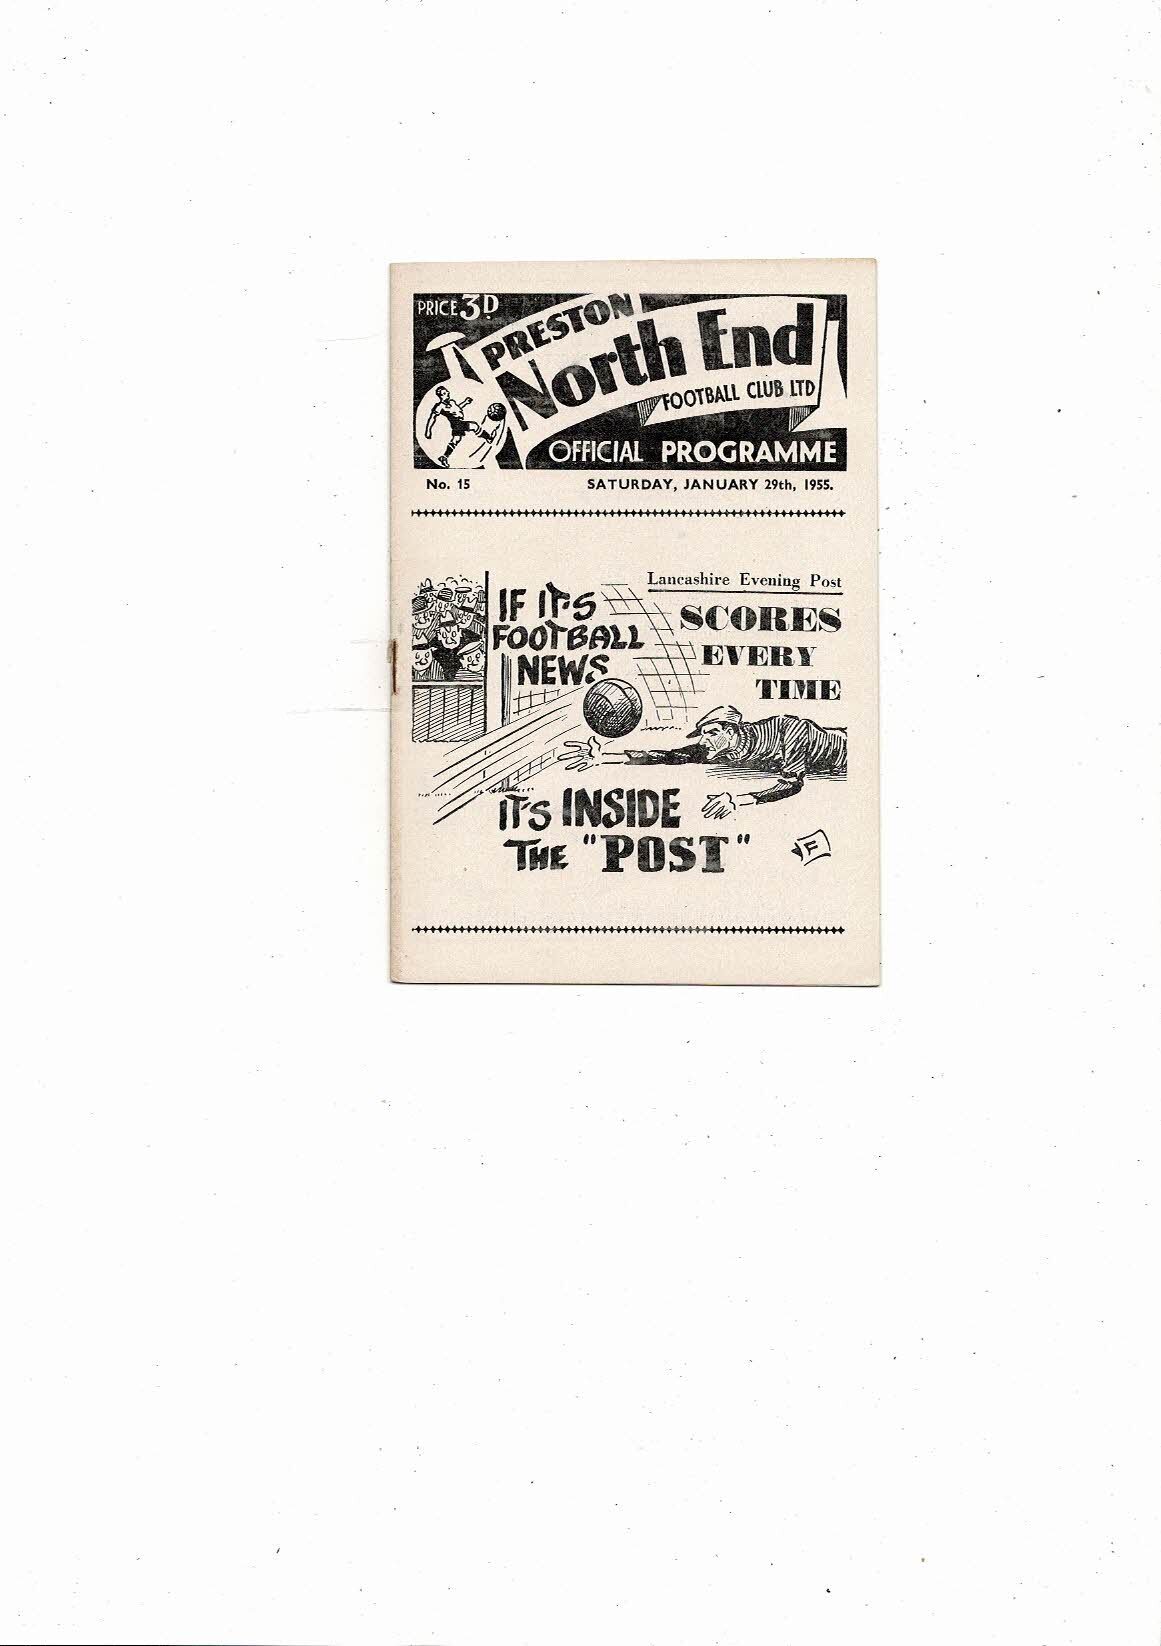 PRICE 3D.
PRESTON
North End
FOOTBALL CLUB LTD
OFFICIAL PROGRAMME
No. 15 SATURDAY, JANUARY 29th, 1955.
Lancashire Evening Post
SCORES
EVERY
TIME
IF IT'S
FOOTBALL
NEWS
IT'S INSIDE
THE "POST"
F